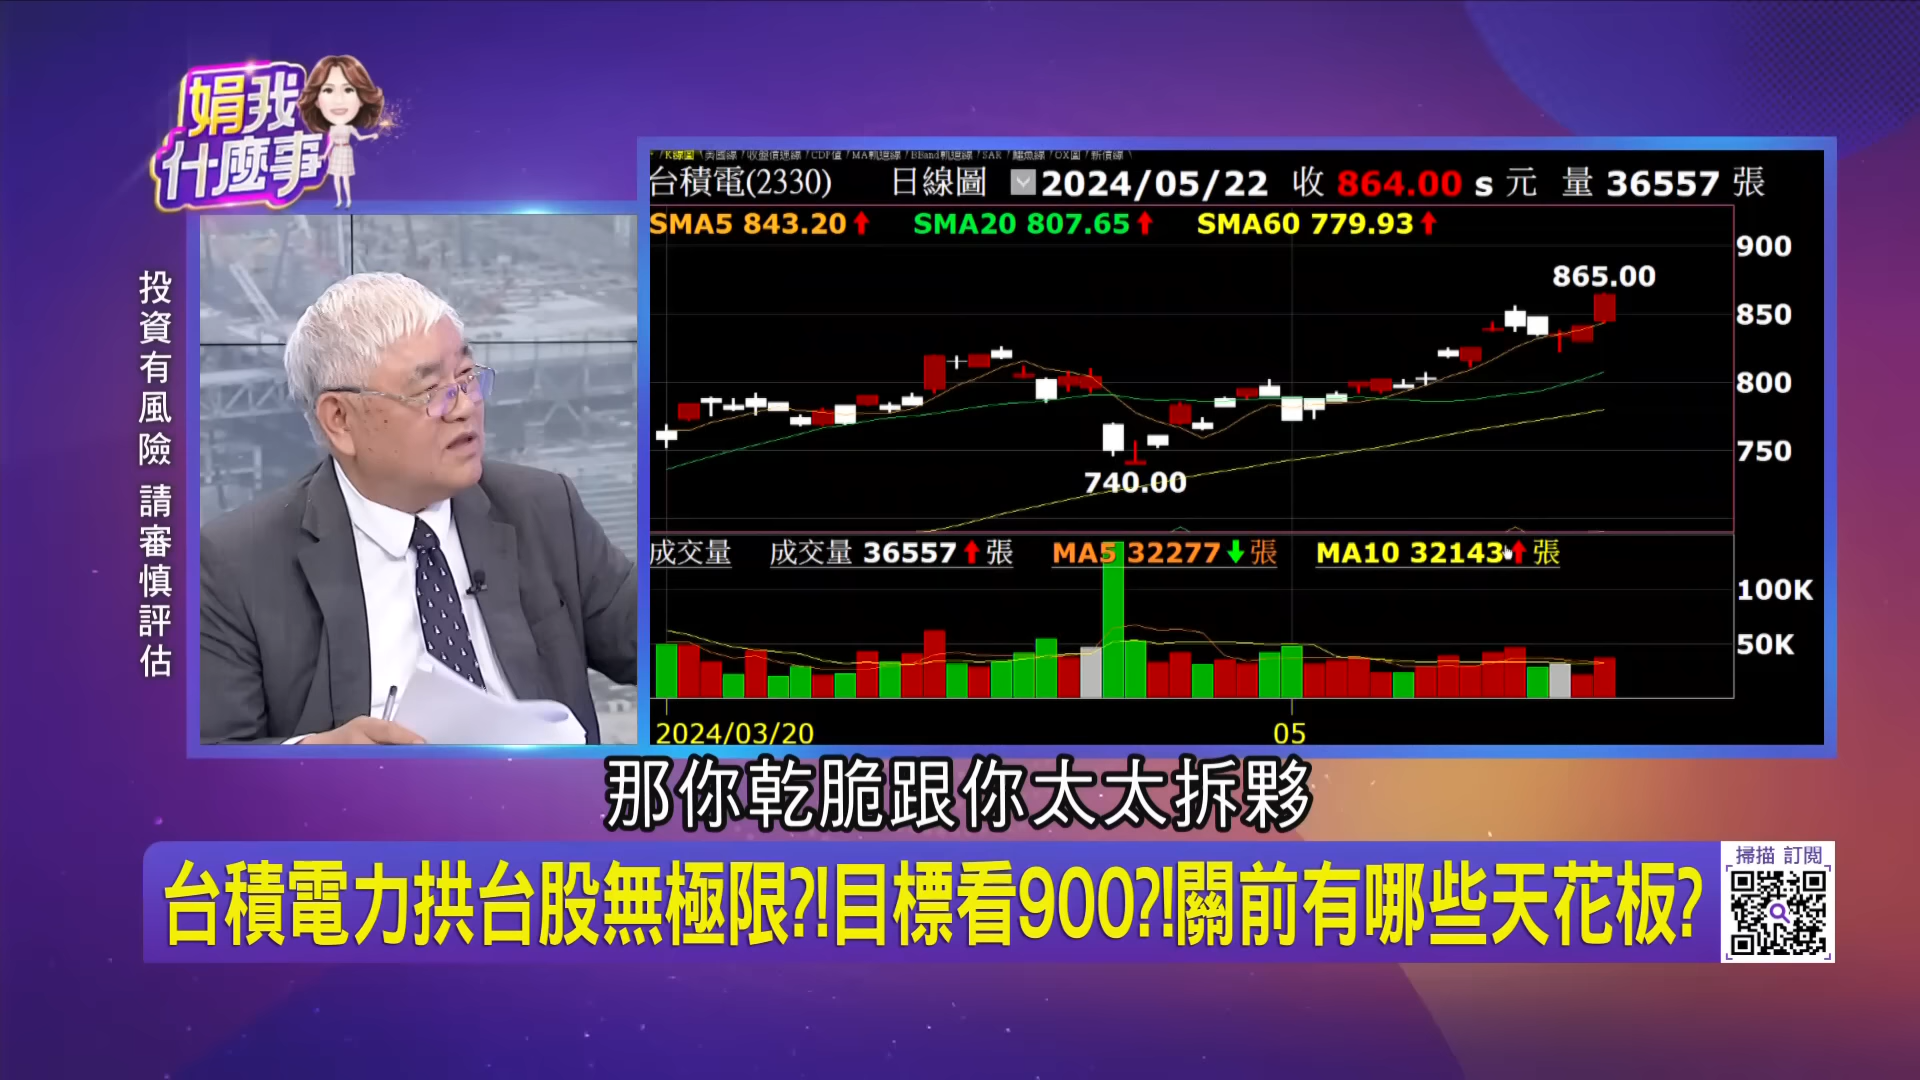 娟我
什麼事
投資有風險 請審慎評估
K線圖
台積電(2330) 日線圖 2024/05/22 收 864.00 s 元 量 36557 張
SMA5 843.20 SMA20 807.65 SMA60 779.93
900
865.00
850
800
750
740.00
成交量 成交量 36557 張 MA5 32277 張 MA10 32143 張
100K
50K
2024/03/20 05
那你乾脆跟你太太拆夥
台積電力拱台股無極限?!目標看900?!關前有哪些天花板?
掃描 訂閱